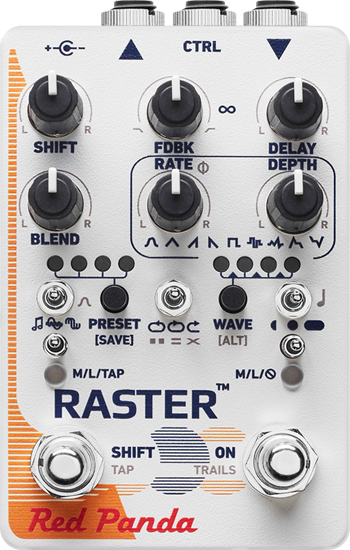 CTRL
L R L R
SHIFT FDBK ∞ DELAY
RATE DEPTH
L R
BLEND
PRESET WAVE
[SAVE] [ALT]
M/L/TAP M/L/
RASTER™
SHIFT ON
TAP TRAILS
Red Panda